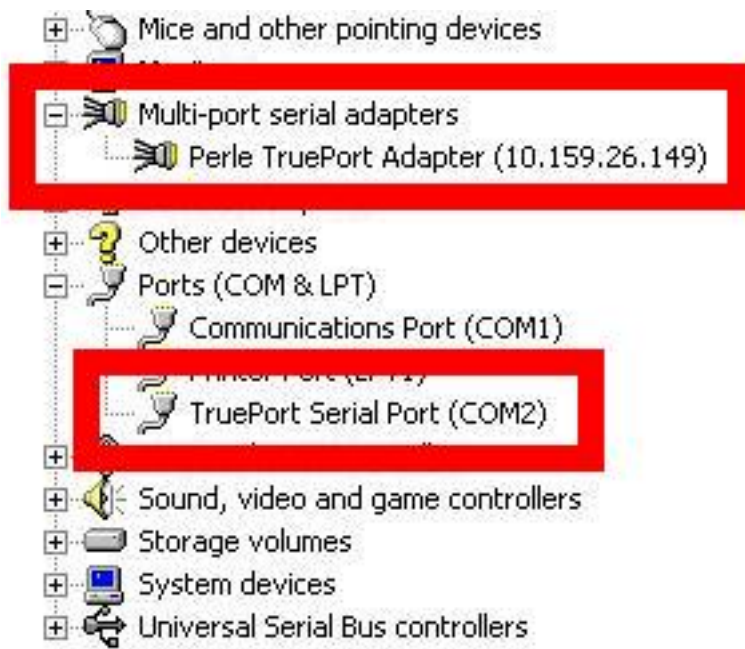 Mice and other pointing devices
Multi-port serial adapters
Perle TruePort Adapter (10.159.26.149)
Other devices
Ports (COM & LPT)
Communications Port (COM1)
TruePort Serial Port (COM2)
Sound, video and game controllers
Storage volumes
System devices
Universal Serial Bus controllers